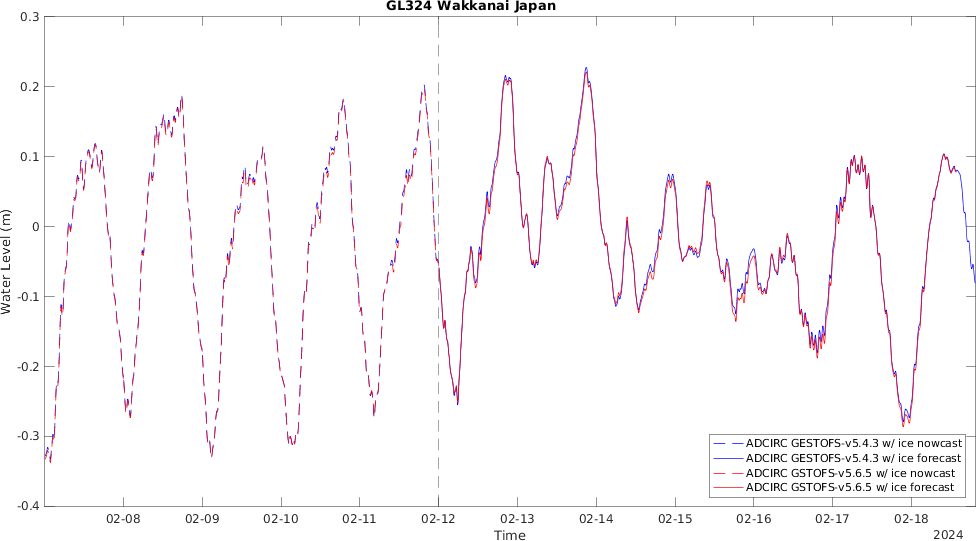 GL324 Wakkanai Japan
0.3
0.2
0.1
0
-0.1
-0.2
-0.3
-0.4
Water Level (m)
ADCIRC GESTOFS-v5.4.3 w/ ice nowcast
ADCIRC GESTOFS-v5.4.3 w/ ice forecast
ADCIRC GSTOFS-v5.6.5 w/ ice nowcast
ADCIRC GSTOFS-v5.6.5 w/ ice forecast
02-08 02-09 02-10 02-11 02-12 02-13 02-14 02-15 02-16 02-17 02-18
Time
2024